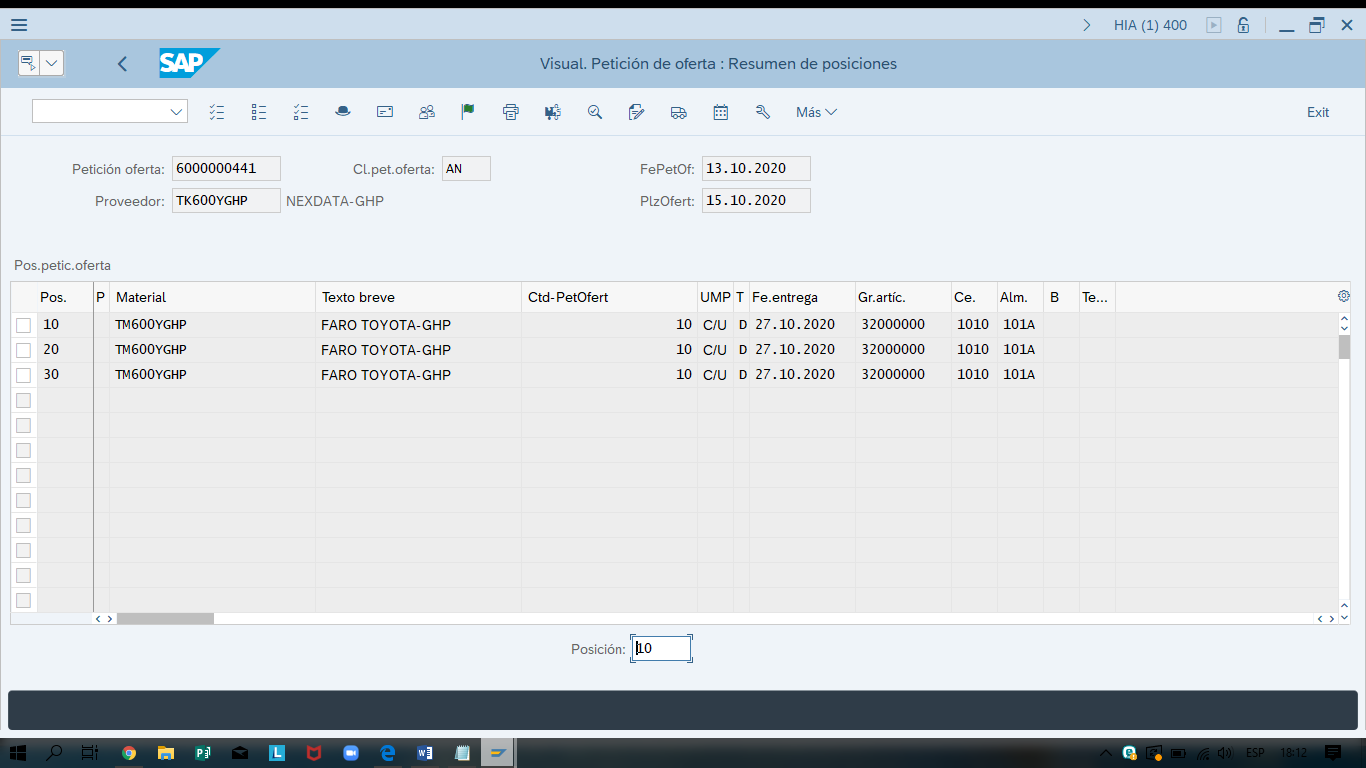 HIA (1) 400
SAP
Visual. Petición de oferta : Resumen de posiciones
Más
Exit
Petición oferta: 6000000441 Cl.pet.oferta: AN FePetOf: 13.10.2020
Proveedor: TK600YGHP NEXDATA-GHP PlzOfert: 15.10.2020
Pos.petic.oferta
Pos. P Material Texto breve Ctd-PetOfert UMP T Fe.entrega Gr.artíc. Ce. Alm. B Te...
10 TM600YGHP FARO TOYOTA-GHP 10 C/U D 27.10.2020 32000000 1010 101A
20 TM600YGHP FARO TOYOTA-GHP 10 C/U D 27.10.2020 32000000 1010 101A
30 TM600YGHP FARO TOYOTA-GHP 10 C/U D 27.10.2020 32000000 1010 101A
Posición: 10
ESP 18:12